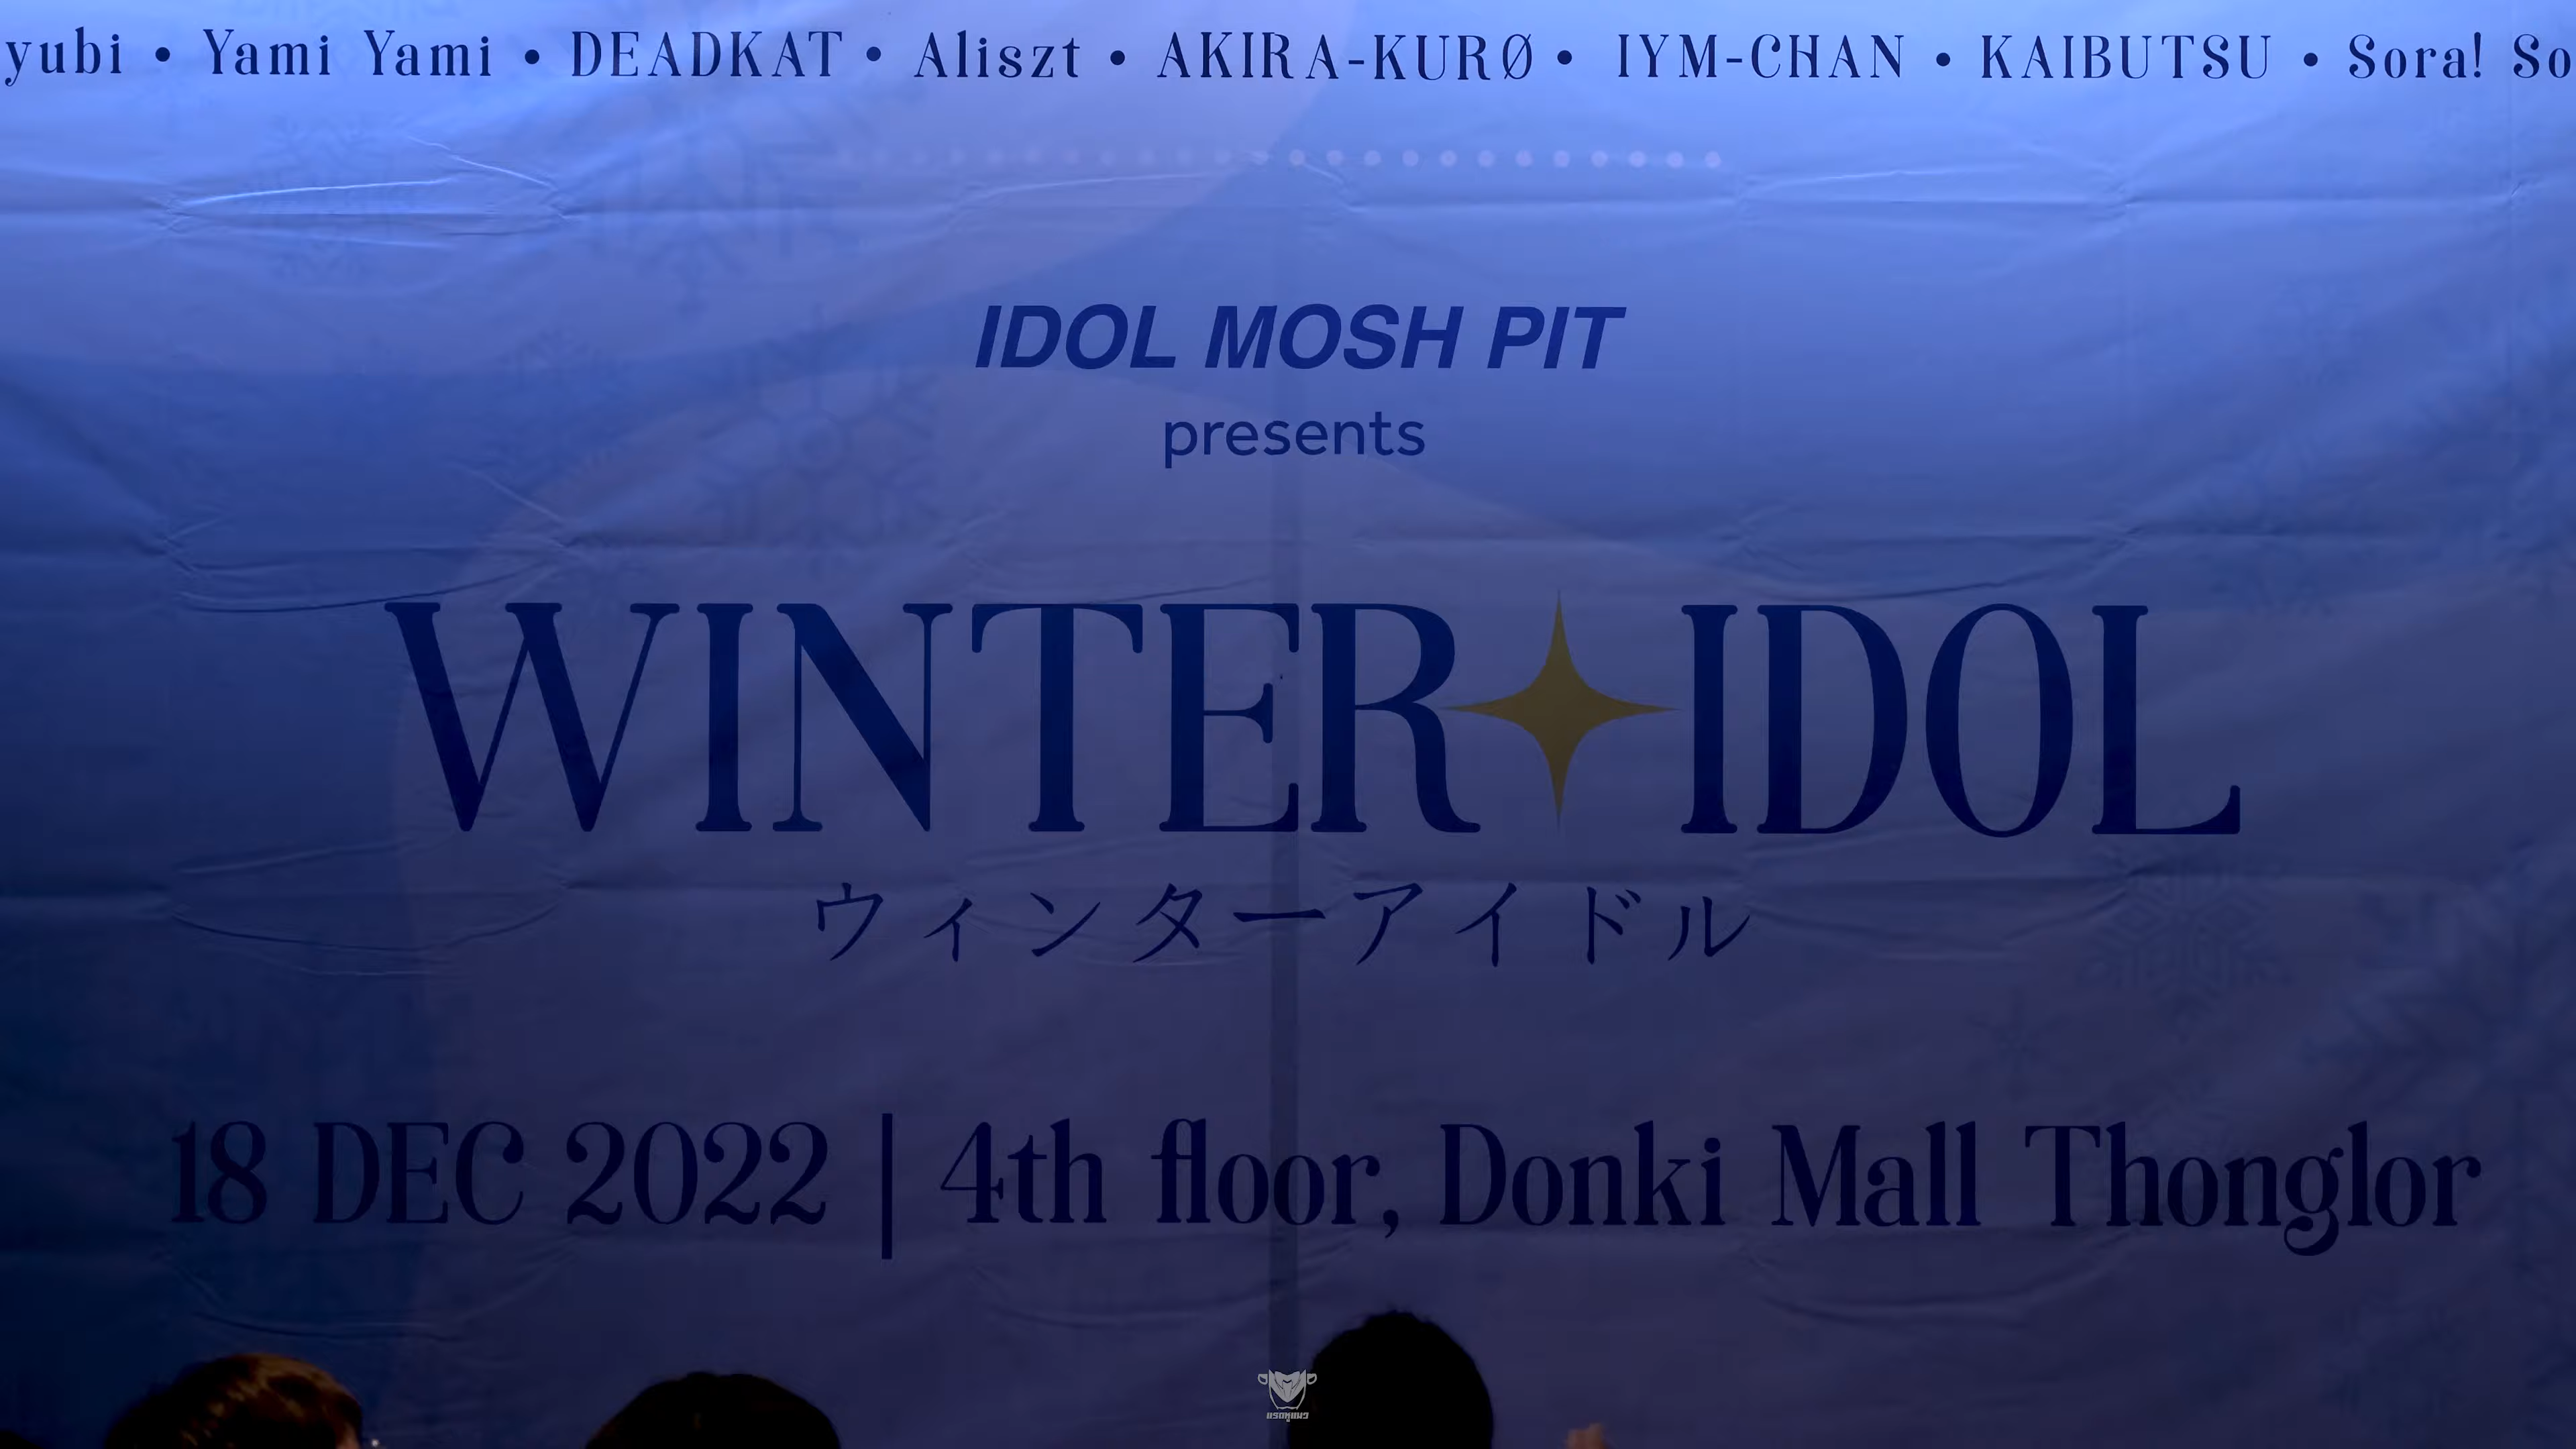 yubi • Yami Yami • DEADKAT • Aliszt • AKIRA-KURØ • IYM-CHAN • KAIBUTSU • Sora! So
IDOL MOSH PIT
presents
WINTER IDOL
ウィンターアイドル
18 DEC 2022 | 4th floor, Donki Mall Thonglor